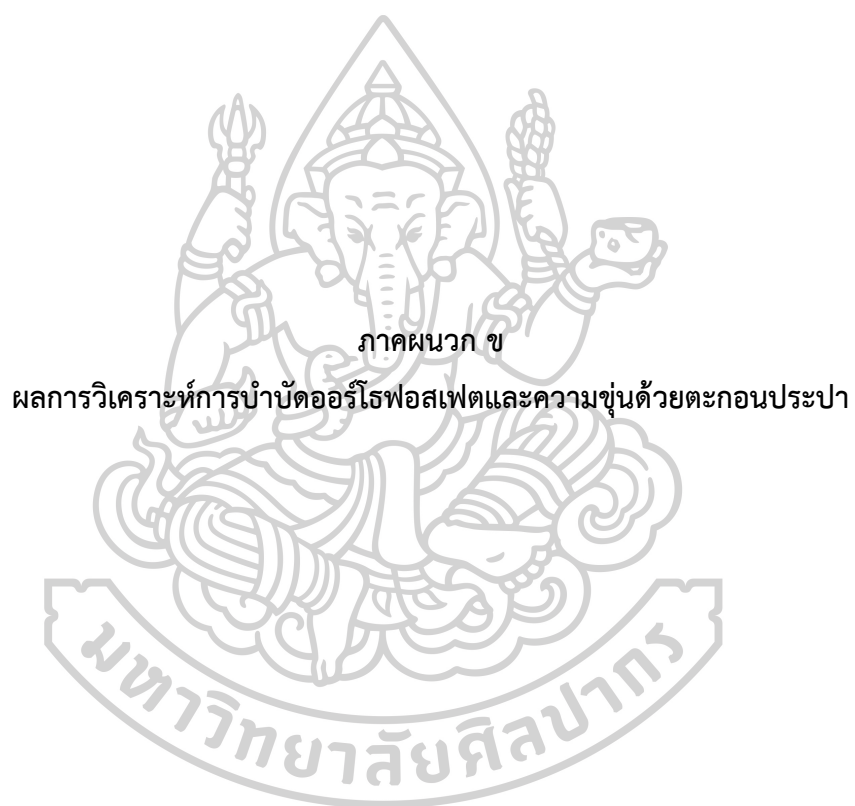 ภาคผนวก ข
ผลการวิเคราะห์การบำบัดออร์โธฟอสเฟตและความขุ่นด้วยตะกอนประปา
มหาวิทยาลัยศิลปากร